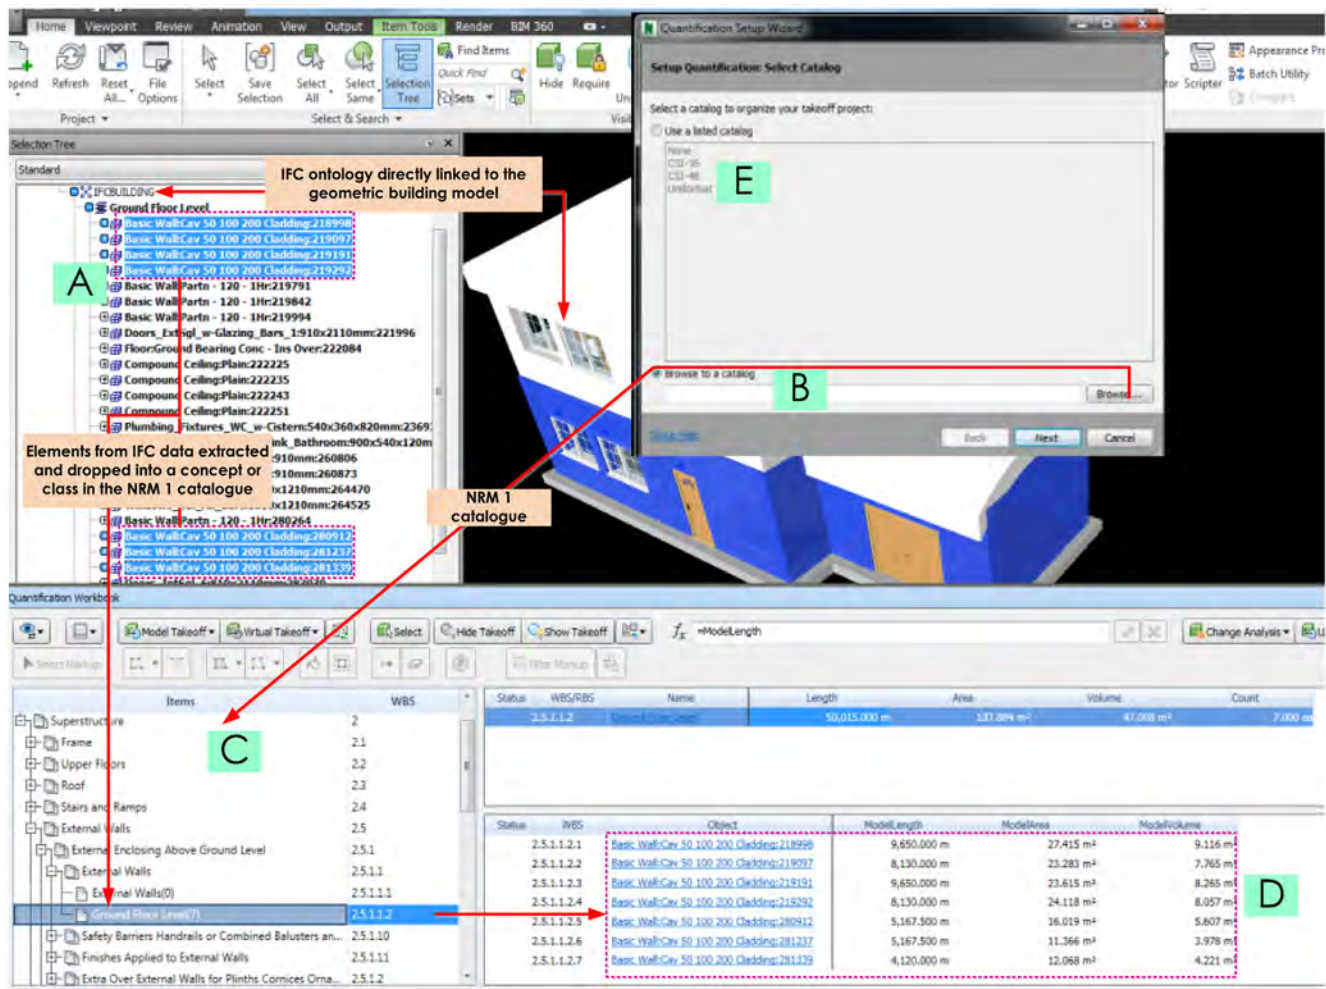 Home Viewpoint Review Animation View Output Item Tools Render BIM 360
Refresh
Reset All...
File Options
Select
Save Selection
Select All
Select Same
Selection Tree
Find Items
Quick Find
Sets
Hide Require
Project
Select & Search
Scripter
Appearance
Batch Utility
Selection Tree
Standard
IFCBUILDING
Ground Floor Level
Basic Wall:Cav 50 100 200 Cladding:218998
Basic Wall:Cav 50 100 200 Cladding:219097
Basic Wall:Cav 50 100 200 Cladding:219191
Basic Wall:Cav 50 100 200 Cladding:219292
Basic Wall:Partn - 120 - 1Hr:219791
Basic Wall:Partn - 120 - 1Hr:219842
Basic Wall:Partn - 120 - 1Hr:219994
Doors_ExtSgl_w-Glazing_Bars_1:910x2110mm:221996
Floor:Ground Bearing Conc - Ins Over:222084
Compound Ceiling:Plain:222225
Compound Ceiling:Plain:222235
Compound Ceiling:Plain:222243
Compound Ceiling:Plain:222251
Plumbing_Fixtures_WC_w-Cistern:540x360x820mm:2369
nk_Bathroom:900x540x120m
:910mm:260806
:910mm:260873
x1210mm:264470
x1210mm:264525
Basic Wall:Partn - 120 - 1Hr:280264
Basic Wall:Cav 50 100 200 Cladding:280912
Basic Wall:Cav 50 100 200 Cladding:281237
Basic Wall:Cav 50 100 200 Cladding:281339
A
IFC ontology directly linked to the
geometric building model
Elements from IFC data extracted
and dropped into a concept or
class in the NRM 1 catalogue
NRM 1
catalogue
Quantification Setup Wizard
Setup Quantification: Select Catalog
Select a catalog to organize your takeoff project:
Use a listed catalog
None
CSI-16
CSI-48
Uniformat
E
Browse to a catalog
B
Browse...
Back Next Cancel
Quantification Workbook
Model Takeoff Virtual Takeoff Select Hide Takeoff Show Takeoff fx =ModelLength Change Analysis
Select Markup Filter Markup
Items WBS
Superstructure 2
Frame 2.1
Upper Floors 2.2
Roof 2.3
Stairs and Ramps 2.4
External Walls 2.5
External Enclosing Above Ground Level 2.5.1
External Walls 2.5.1.1
External Walls(0) 2.5.1.1.1
Ground Floor Level(7) 2.5.1.1.2
Safety Barriers Handrails or Combined Balusters an... 2.5.1.10
Finishes Applied to External Walls 2.5.1.11
Extra Over External Walls for Plinths Cornices Orna... 2.5.1.2
C
Status WBS/RBS Name Length Area Volume Count
2.5.1.1.2 Ground Floor Level 50,015.000 m 137.884 m² 47.008 m³ 7.000 ea
Status WBS Object ModelLength ModelArea ModelVolume
2.5.1.1.2.1 Basic Wall:Cav 50 100 200 Cladding:218998 9,650.000 m 27.415 m² 9.116 m³
2.5.1.1.2.2 Basic Wall:Cav 50 100 200 Cladding:219097 8,130.000 m 23.283 m² 7.765 m³
2.5.1.1.2.3 Basic Wall:Cav 50 100 200 Cladding:219191 9,650.000 m 23.615 m² 8.265 m³
2.5.1.1.2.4 Basic Wall:Cav 50 100 200 Cladding:219292 8,130.000 m 24.118 m² 8.057 m³
2.5.1.1.2.5 Basic Wall:Cav 50 100 200 Cladding:280912 5,167.500 m 16.019 m² 5.607 m³
2.5.1.1.2.6 Basic Wall:Cav 50 100 200 Cladding:281237 5,167.500 m 11.366 m² 3.978 m³
2.5.1.1.2.7 Basic Wall:Cav 50 100 200 Cladding:281339 4,120.000 m 12.068 m² 4.221 m³
D